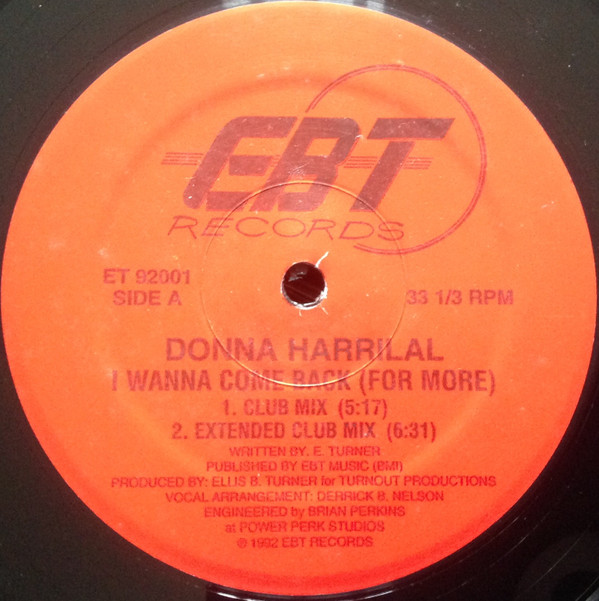 EBT
RECORDS
ET 92001
SIDE A
33 1/3 RPM
DONNA HARRILAL
I WANNA COME BACK (FOR MORE)
1. CLUB MIX (5:17)
2. EXTENDED CLUB MIX (6:31)
WRITTEN BY: E. TURNER
PUBLISHED BY EBT MUSIC (BMI)
PRODUCED BY: ELLIS B. TURNER for TURNOUT PRODUCTIONS
VOCAL ARRANGEMENT: DERRICK B. NELSON
ENGINEERED by BRIAN PERKINS
at POWER PERK STUDIOS
© 1992 EBT RECORDS